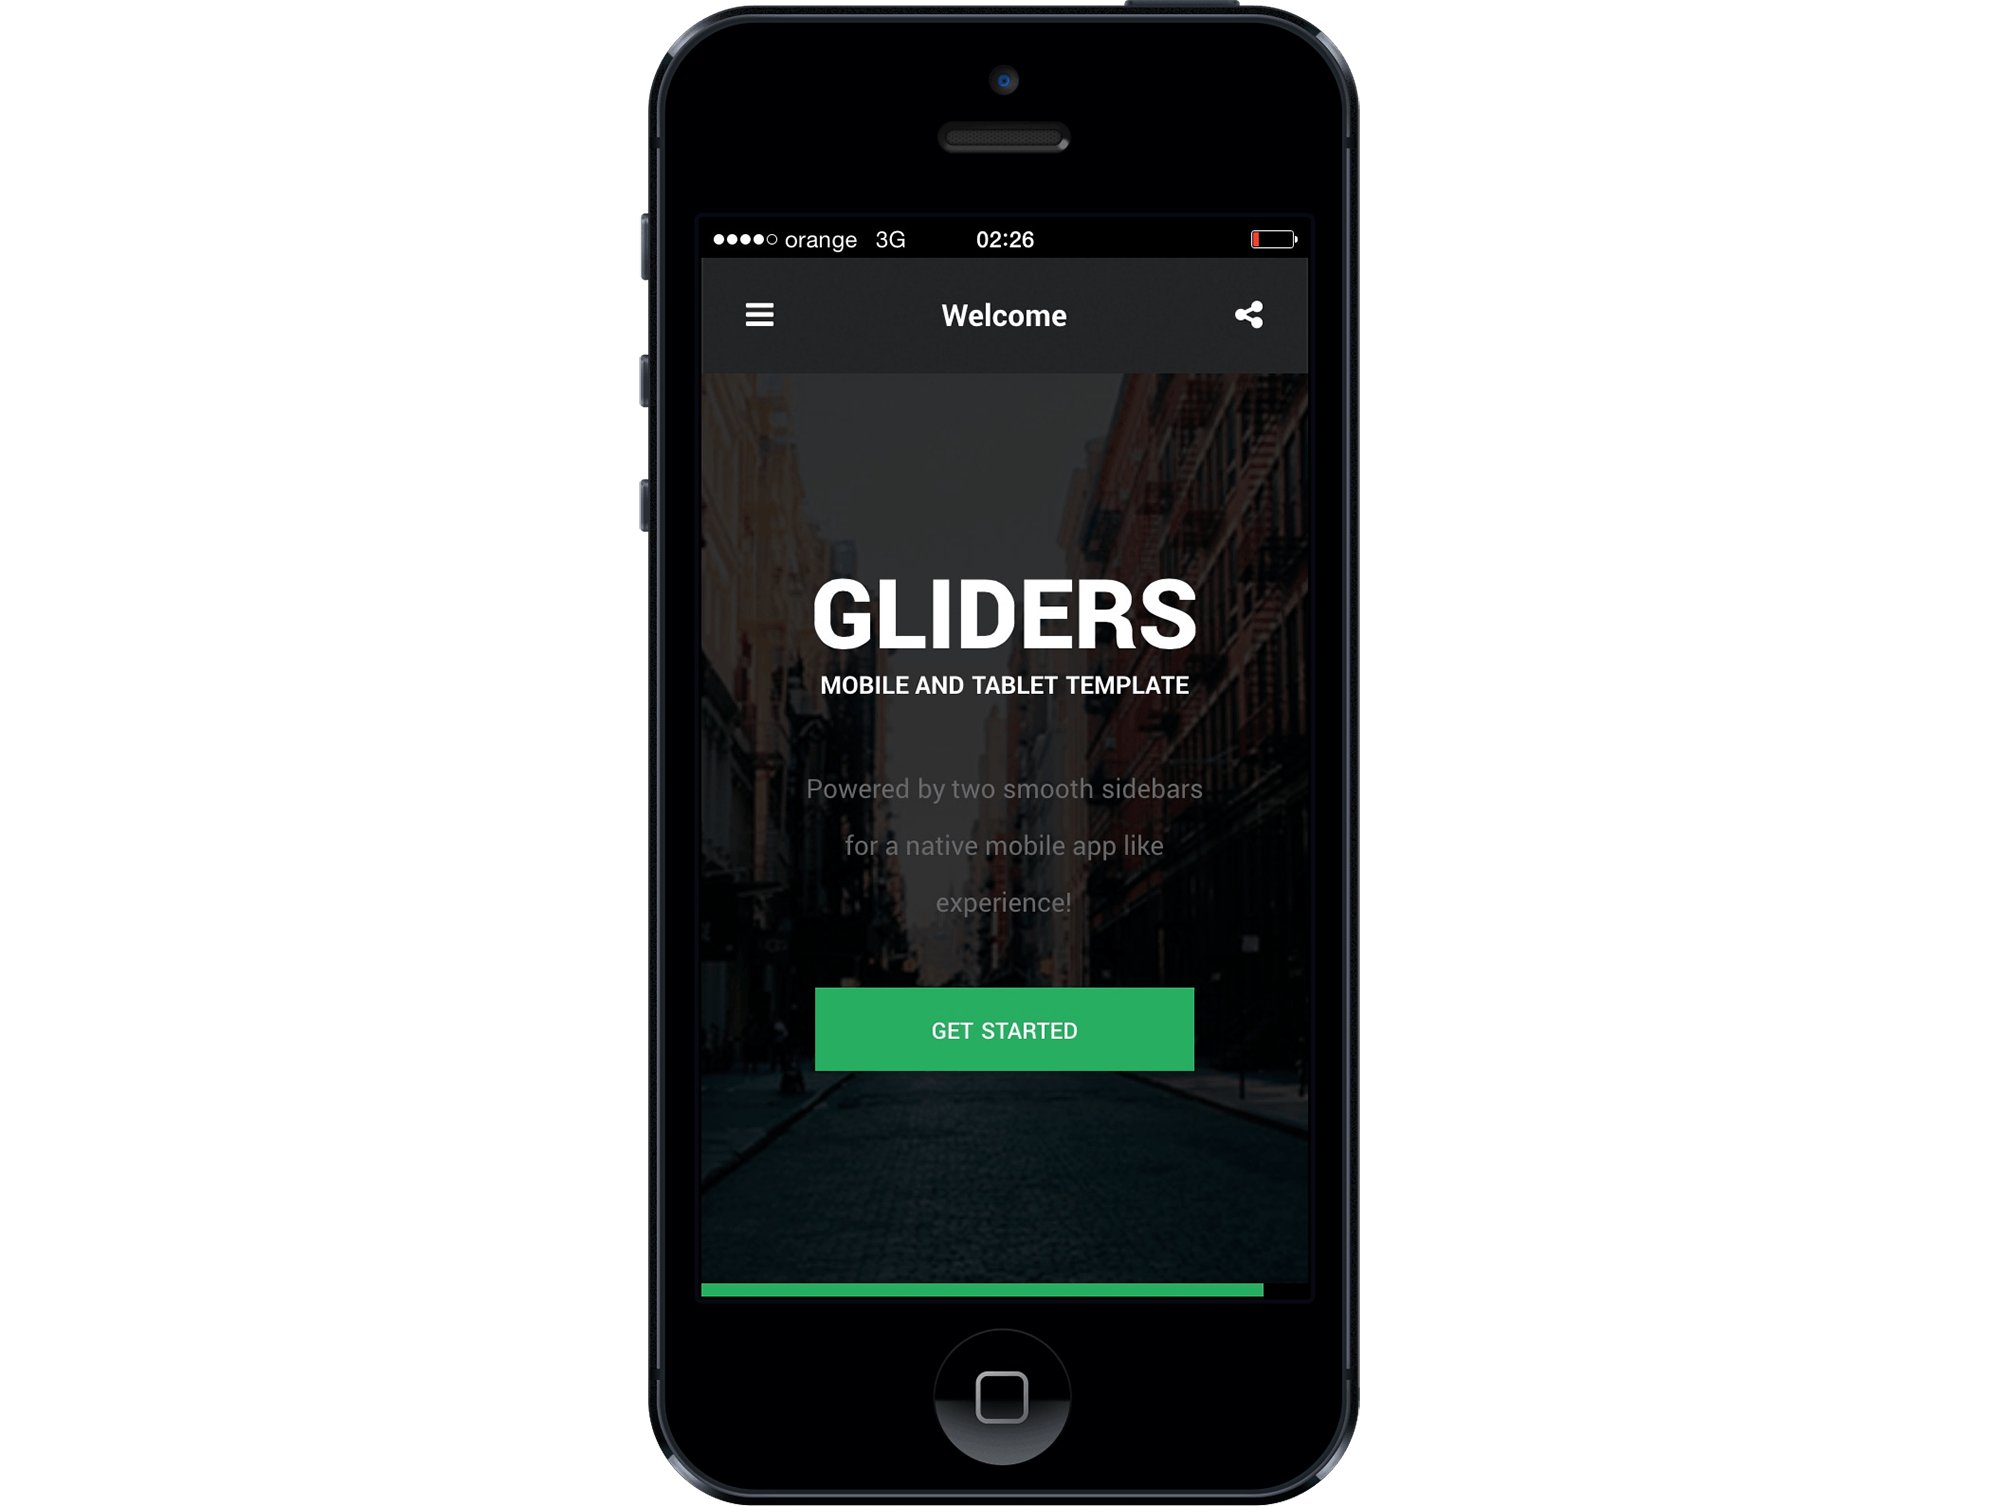 orange 3G 02:26
Welcome
GLIDERS
MOBILE AND TABLET TEMPLATE
Powered by two smooth sidebars
for a native mobile app like
experience!
GET STARTED